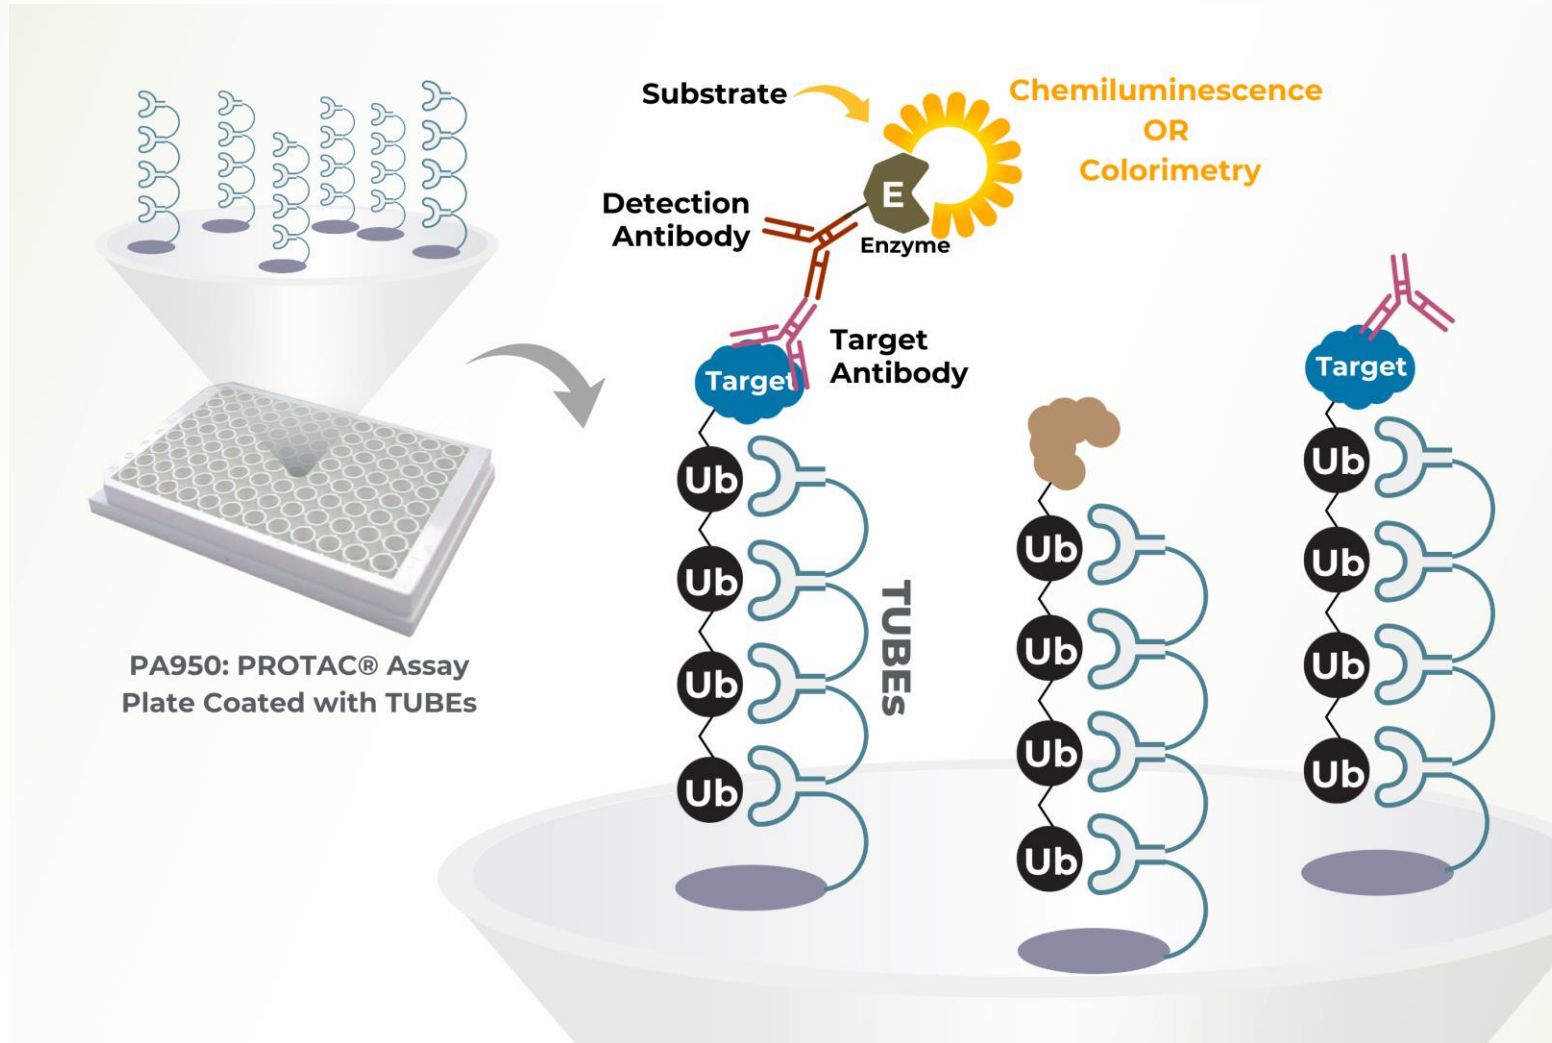 Substrate
Chemiluminescence
OR
Colorimetry
Detection
Antibody
E
Enzyme
Target
Antibody
Target
Target
Ub
Ub
Ub
Ub
TUBEs
Ub
Ub
Ub
Ub
Ub
Ub
Ub
Ub
PA950: PROTAC® Assay
Plate Coated with TUBEs